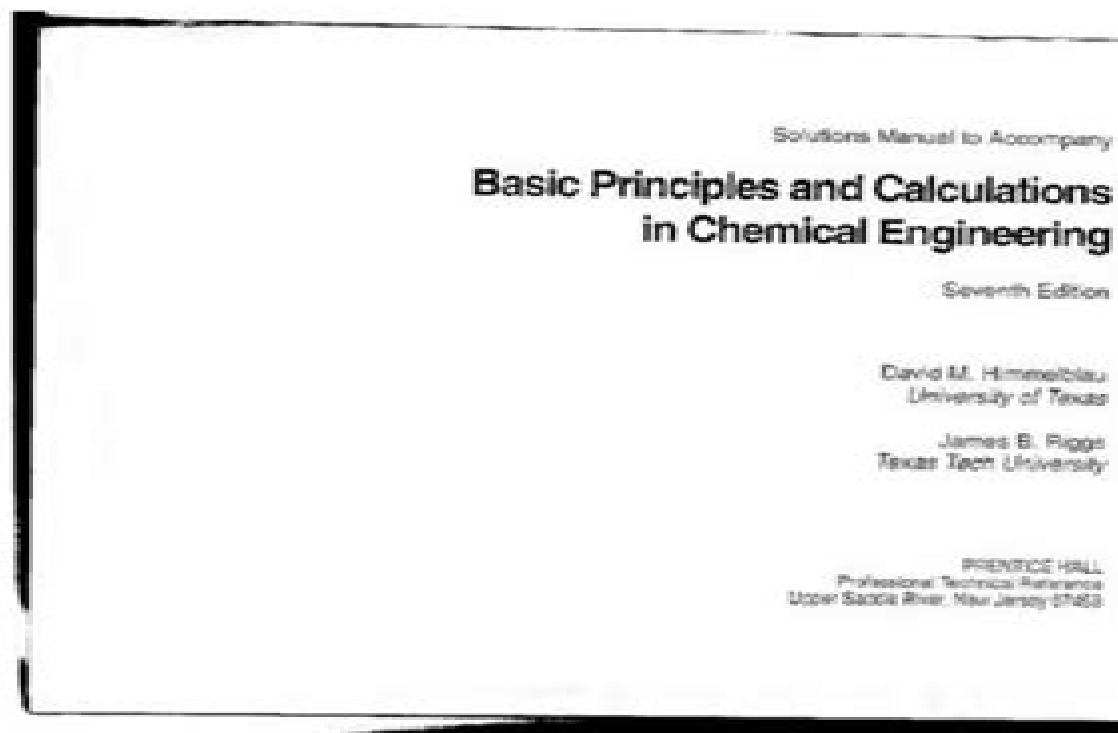 Solutions Manual to Accompany
Basic Principles and Calculations
in Chemical Engineering
Seventh Edition
David M. Himmelblau
University of Texas
James B. Riggs
Texas Tech University
PRENTICE HALL
Professional Technical Reference
Upper Saddle River, New Jersey 07458